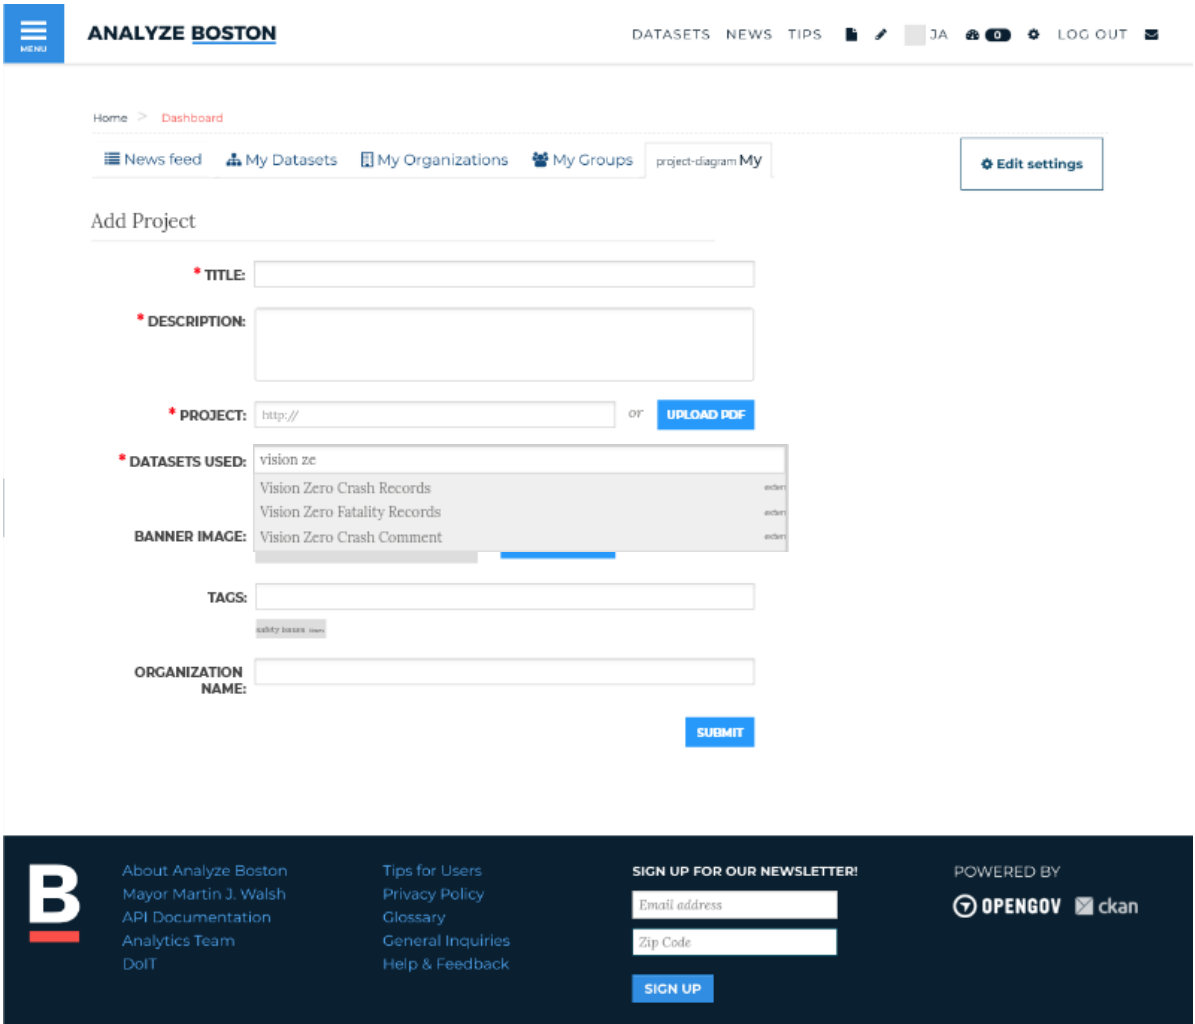 MENU
ANALYZE BOSTON
DATASETS NEWS TIPS JA 0 LOG OUT
Home > Dashboard
News feed My Datasets My Organizations My Groups project-diagram My
Edit settings
Add Project
* TITLE:
* DESCRIPTION:
* PROJECT: http:// or UPLOAD PDF
* DATASETS USED: vision ze
Vision Zero Crash Records
Vision Zero Fatality Records
BANNER IMAGE: Vision Zero Crash Comment
TAGS:
safety issues
ORGANIZATION
NAME:
SUBMIT
B
About Analyze Boston
Mayor Martin J. Walsh
API Documentation
Analytics Team
DoIT
Tips for Users
Privacy Policy
Glossary
General Inquiries
Help & Feedback
SIGN UP FOR OUR NEWSLETTER!
Email address
Zip Code
SIGN UP
POWERED BY
OPENGOV ckan